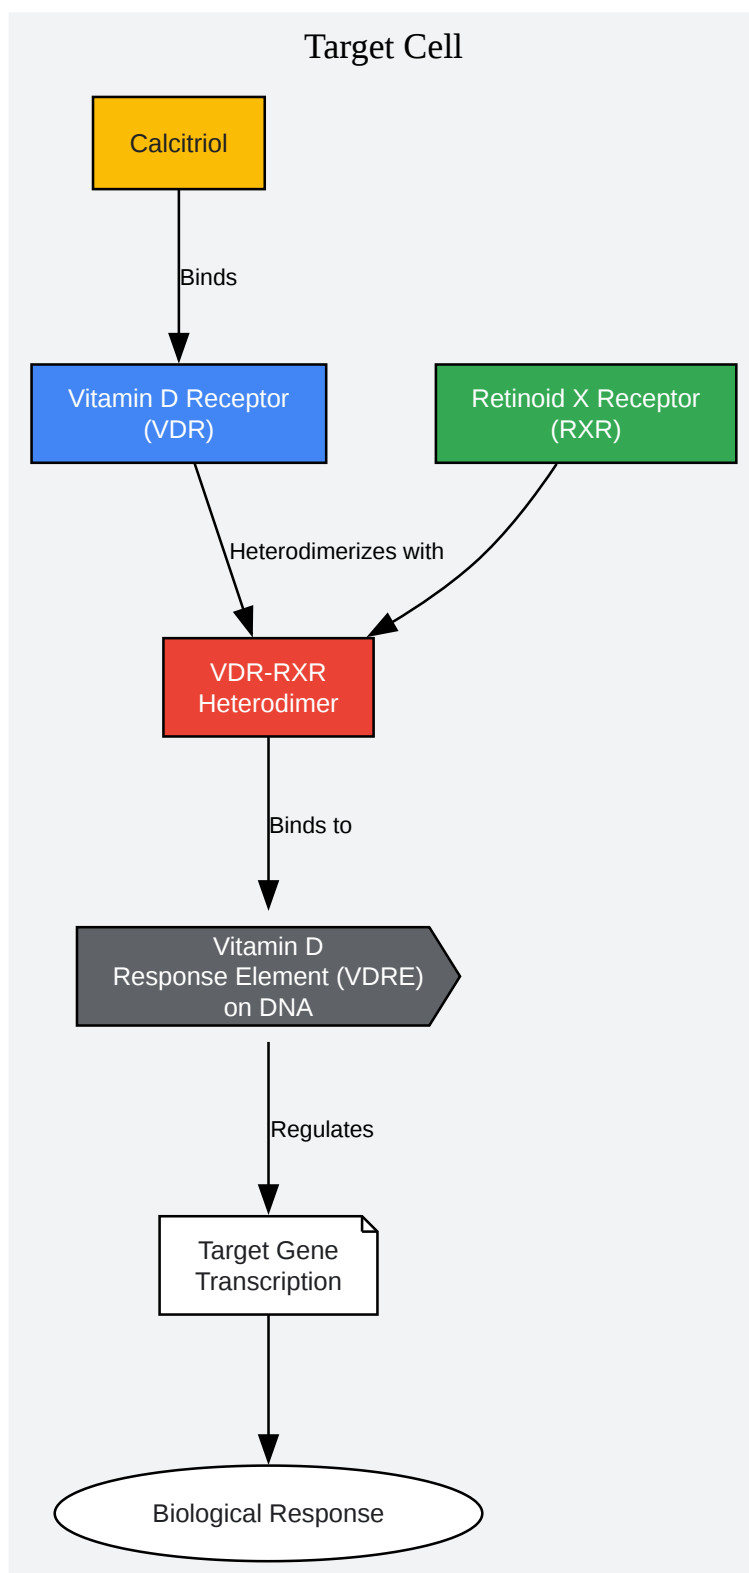 Target Cell
Calcitriol
Binds
Vitamin D Receptor
(VDR)
Retinoid X Receptor
(RXR)
Heterodimerizes with
VDR-RXR
Heterodimer
Binds to
Vitamin D
Response Element (VDRE)
on DNA
Regulates
Target Gene
Transcription
Biological Response